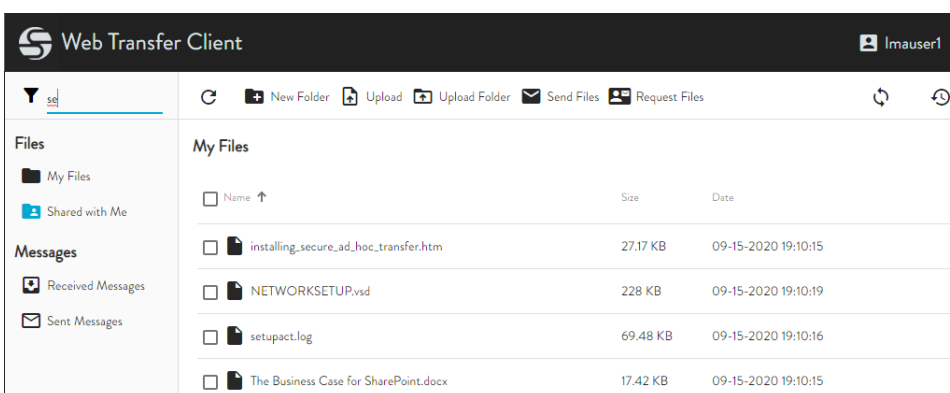 Web Transfer Client
lmauser1
se
New Folder Upload Upload Folder Send Files Request Files
Files
My Files
Shared with Me
Messages
Received Messages
Sent Messages
My Files
Name Size Date
installing_secure_ad_hoc_transfer.htm 27.17 KB 09-15-2020 19:10:15
NETWORKSETUP.vsd 228 KB 09-15-2020 19:10:19
setupact.log 69.48 KB 09-15-2020 19:10:16
The Business Case for SharePoint.docx 17.42 KB 09-15-2020 19:10:15